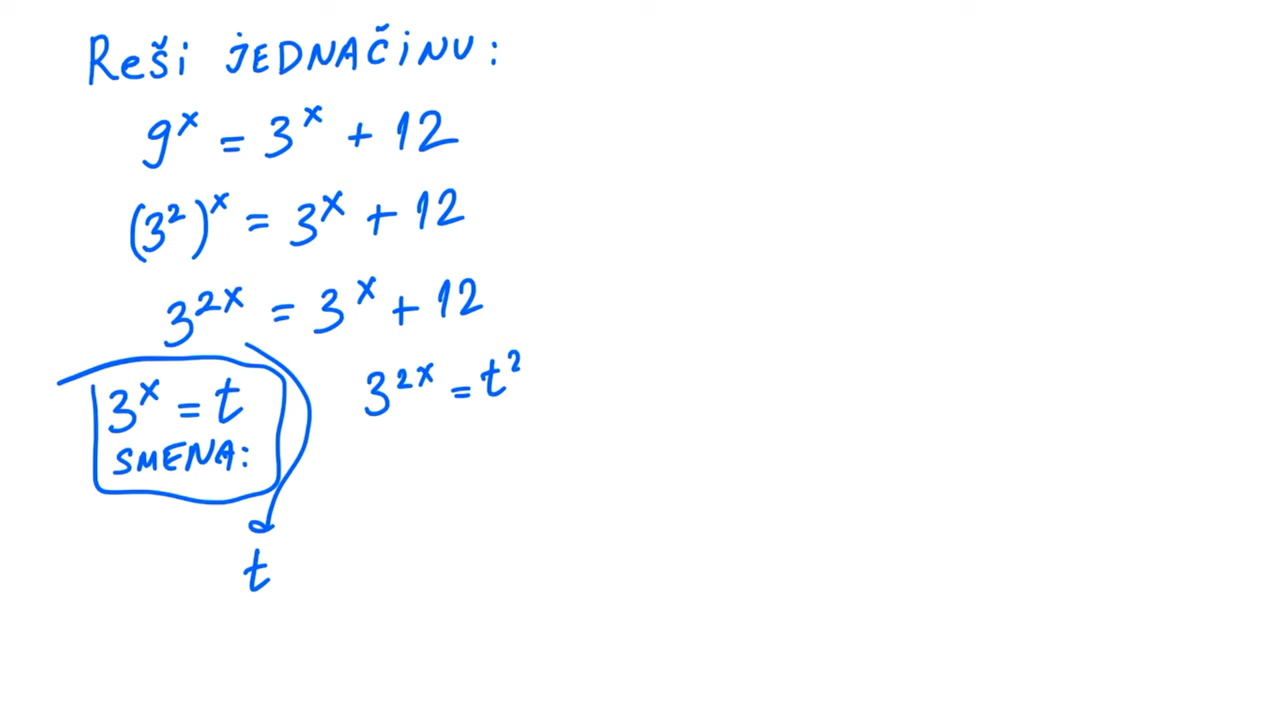 Reši JEDNAČINU:
9^x = 3^x + 12
(3^2)^x = 3^x + 12
3^{2x} = 3^x + 12
3^x = t
SMENA:
3^{2x} = t^2
t